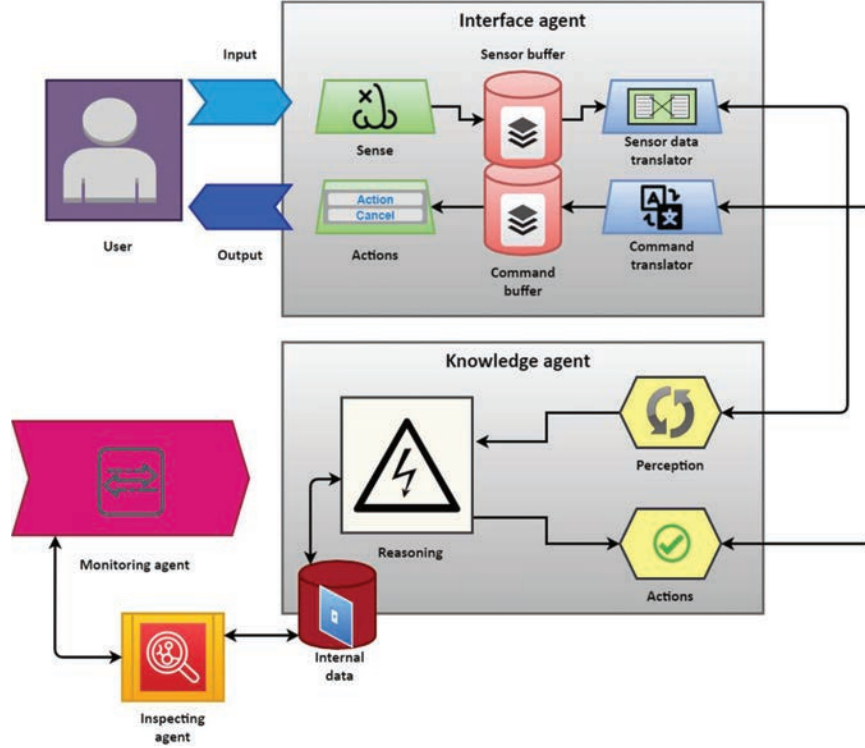 Interface agent
Input
Sensor buffer
Sense
Sensor data
translator
Action
Cancel
A
User
Output
Actions
Command
buffer
Command
translator
Knowledge agent
Perception
Reasoning
Monitoring agent
Actions
Internal
data
Inspecting
agent